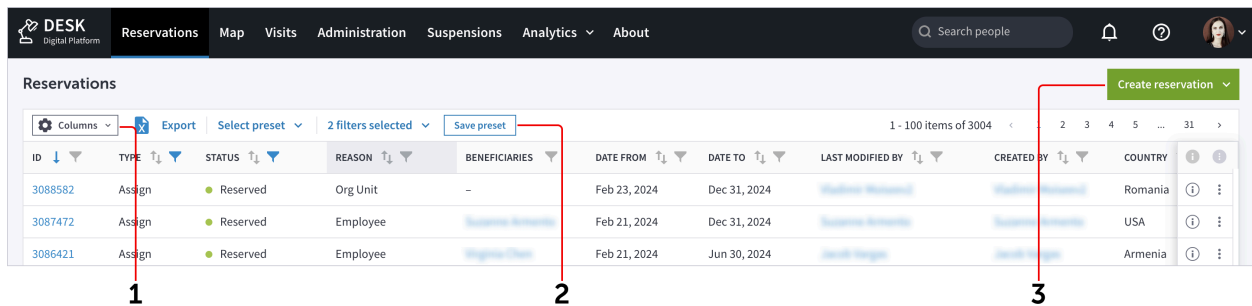 DESK
Digital Platform
Reservations Map Visits Administration Suspensions Analytics About
Search people
Reservations
Create reservation
Columns Export Select preset 2 filters selected Save preset 1 - 100 items of 3004 1 2 3 4 5 ... 31
ID TYPE STATUS REASON BENEFICIARIES DATE FROM DATE TO LAST MODIFIED BY CREATED BY COUNTRY
3088582 Assign Reserved Org Unit – Feb 23, 2024 Dec 31, 2024 Romania
3087472 Assign Reserved Employee Feb 21, 2024 Dec 31, 2024 USA
3086421 Assign Reserved Employee Feb 21, 2024 Jun 30, 2024 Armenia
1 2 3